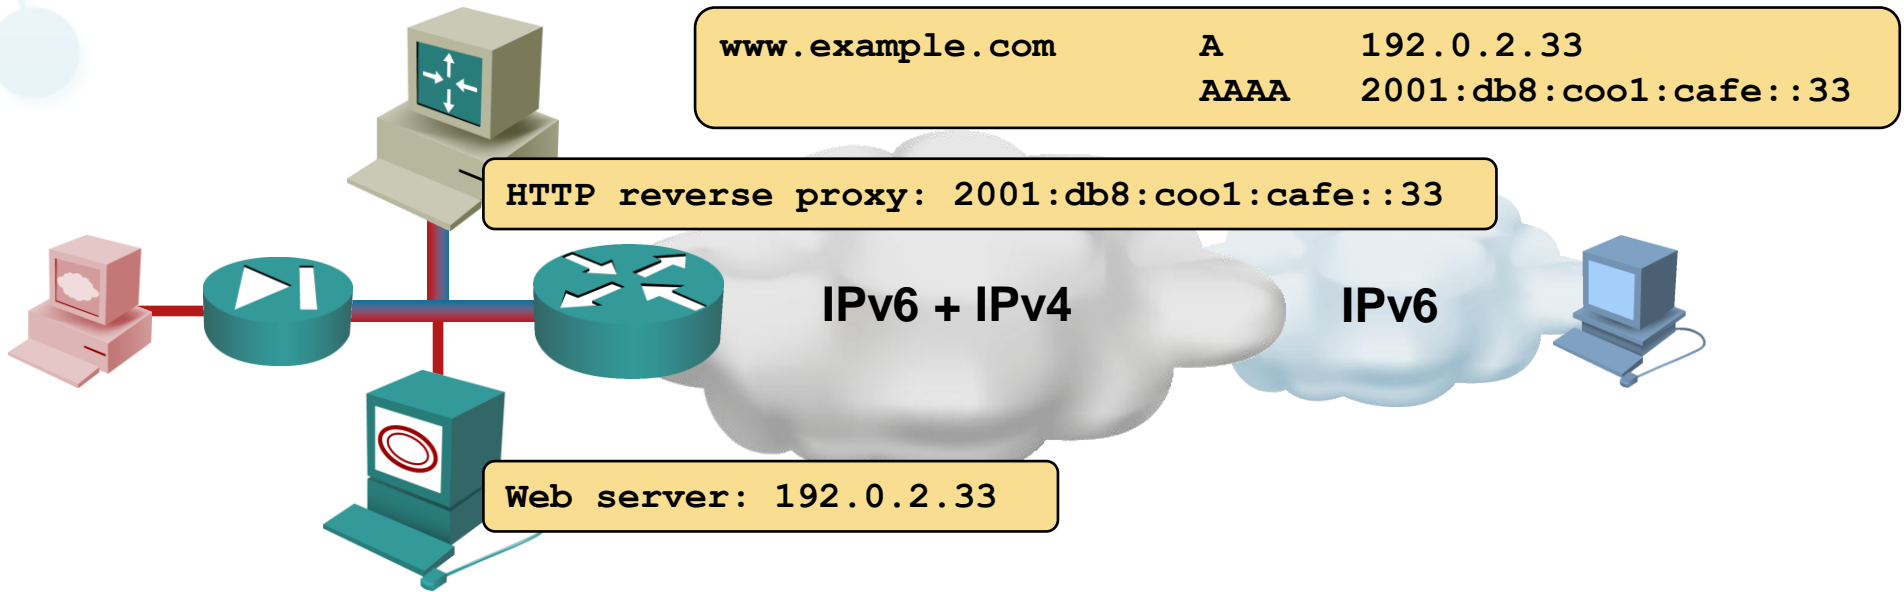 www.example.com A 192.0.2.33
AAAA 2001:db8:coo1:cafe::33
HTTP reverse proxy: 2001:db8:coo1:cafe::33
IPv6 + IPv4
IPv6
Web server: 192.0.2.33